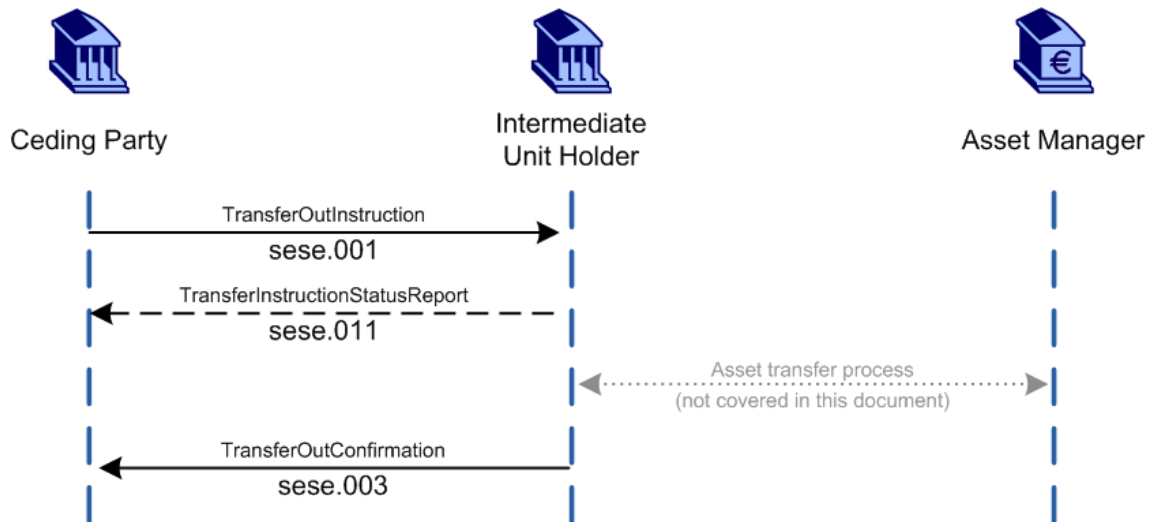 Ceding Party
Intermediate
Unit Holder
€
Asset Manager
TransferOutInstruction
sese.001
TransferInstructionStatusReport
sese.011
Asset transfer process
(not covered in this document)
TransferOutConfirmation
sese.003